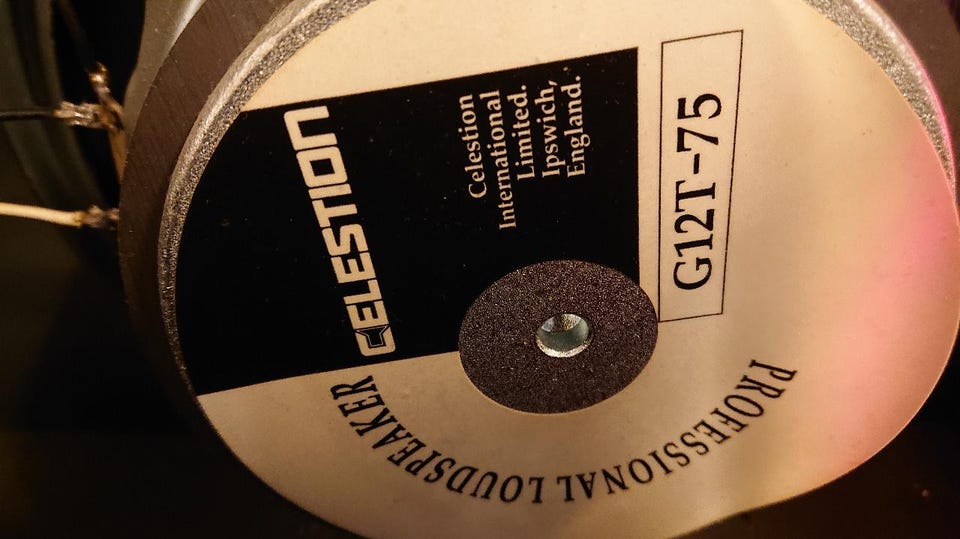 CELESTION
Celestion
International
Limited.
Ipswich,
England.
G12T-75
PROFESSIONAL LOUDSPEAKER